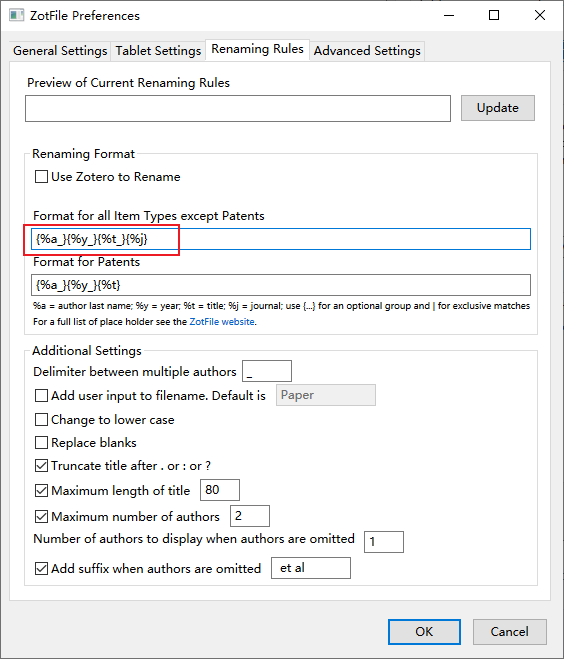 ZotFile Preferences
General Settings Tablet Settings Renaming Rules Advanced Settings
Preview of Current Renaming Rules
Update
Renaming Format
Use Zotero to Rename
Format for all Item Types except Patents
{%a_}{%y_}{%t_}{%j}
Format for Patents
{%a_}{%y_}{%t}
%a = author last name; %y = year; %t = title; %j = journal; use {...} for an optional group and | for exclusive matches
For a full list of place holder see the ZotFile website.
Additional Settings
Delimiter between multiple authors _
Add user input to filename. Default is Paper
Change to lower case
Replace blanks
Truncate title after . or : or ?
Maximum length of title 80
Maximum number of authors 2
Number of authors to display when authors are omitted 1
Add suffix when authors are omitted et al
OK Cancel